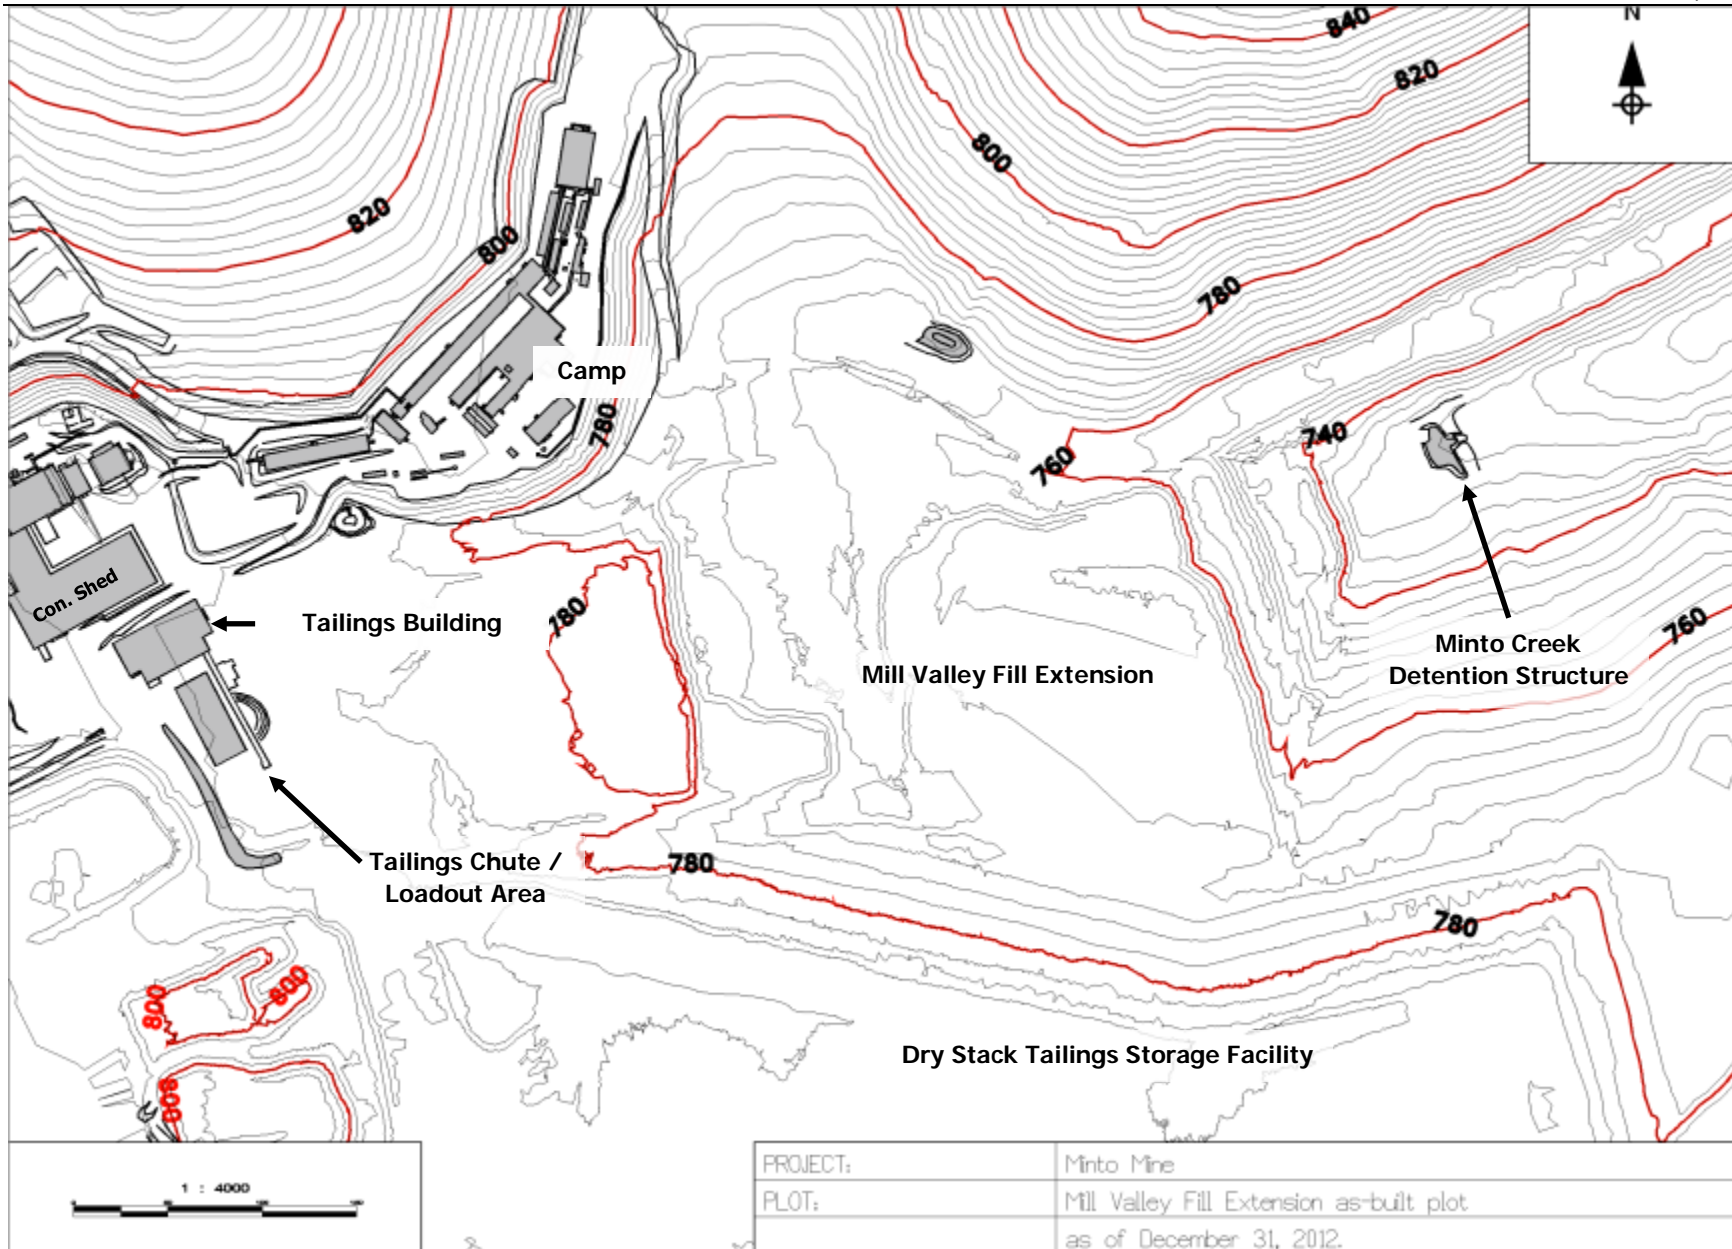 N
840
820
800
820
800
780
Camp
780
760
740
Con. Shed
Tailings Building
780
760
Minto Creek
Detention Structure
Mill Valley Fill Extension
Tailings Chute /
Loadout Area
780
780
800
800
800
Dry Stack Tailings Storage Facility
1 : 4000
PROJECT: Minto Mine
PLOT: Mill Valley Fill Extension as-built plot
as of December 31, 2012.